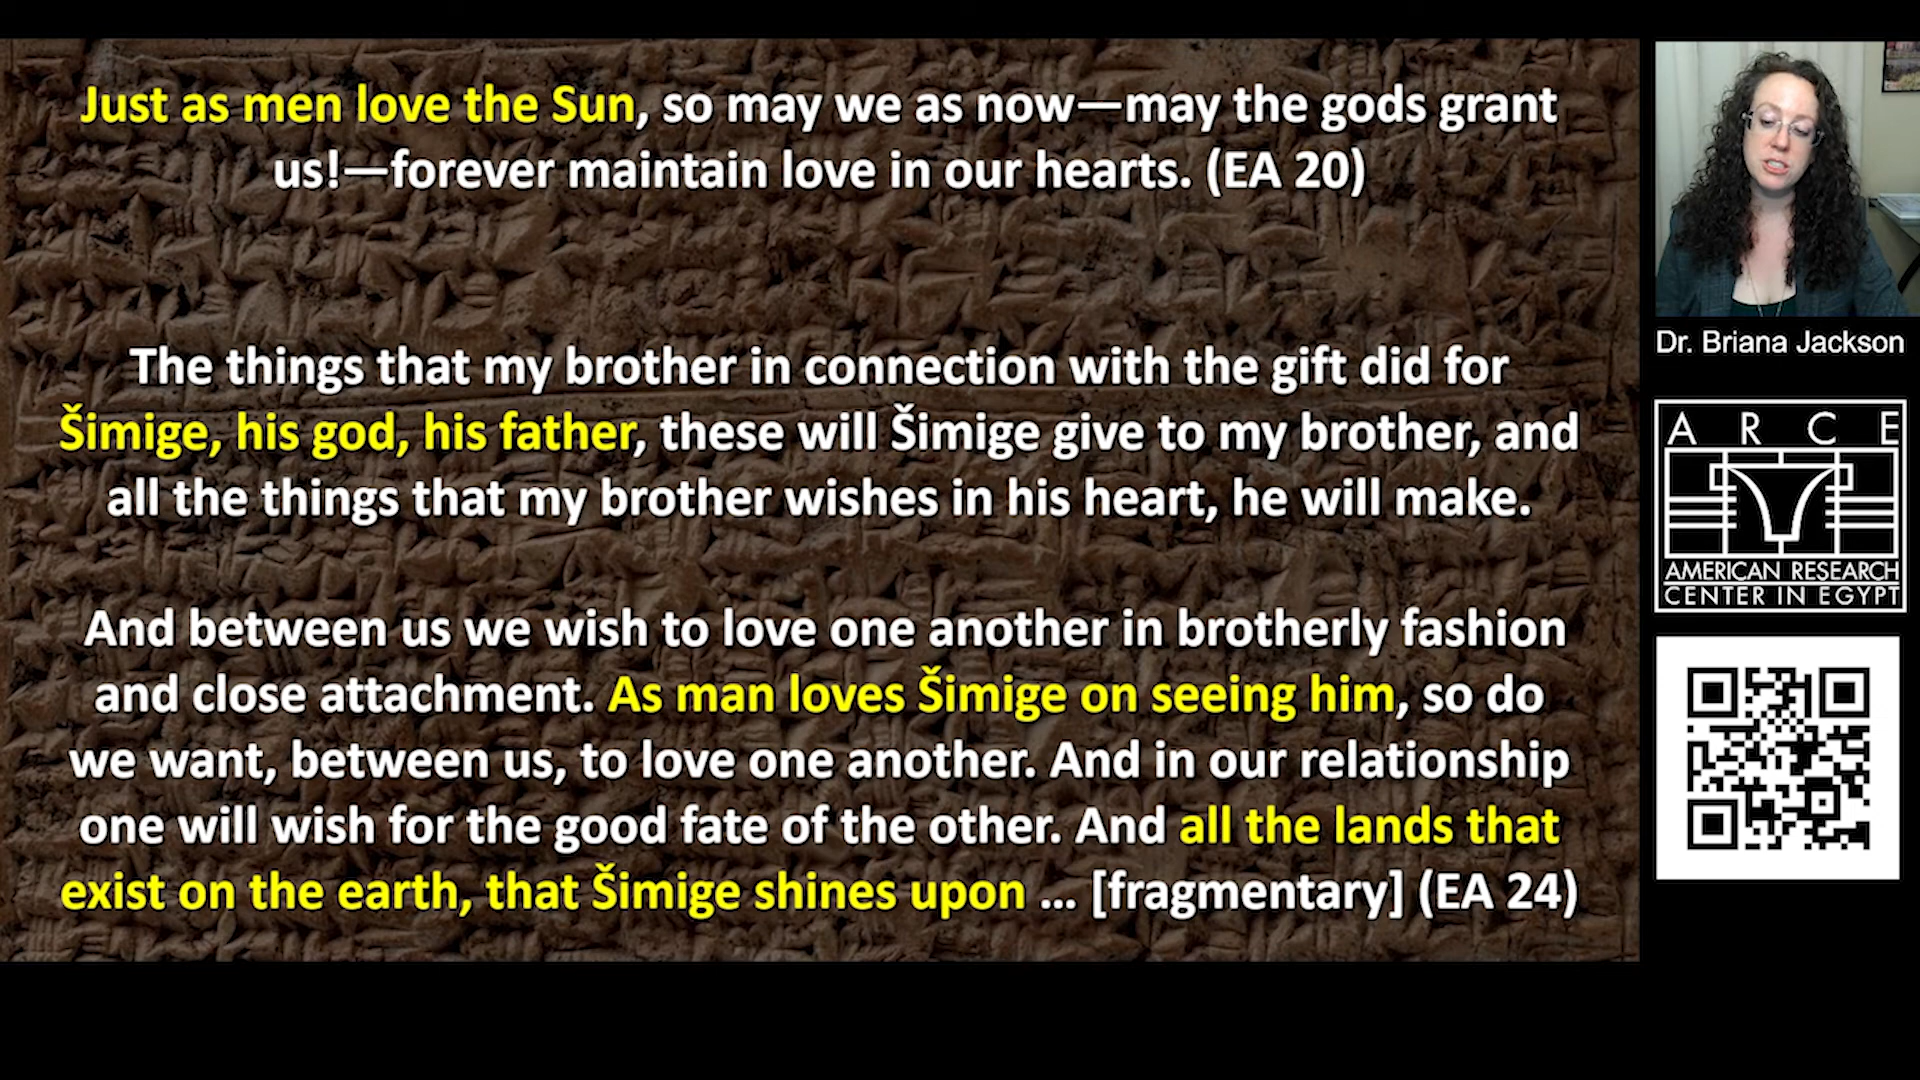 Just as men love the Sun, so may we as now—may the gods grant
us!—forever maintain love in our hearts. (EA 20)
The things that my brother in connection with the gift did for
Šimige, his god, his father, these will Šimige give to my brother, and
all the things that my brother wishes in his heart, he will make.
And between us we wish to love one another in brotherly fashion
and close attachment. As man loves Šimige on seeing him, so do
we want, between us, to love one another. And in our relationship
one will wish for the good fate of the other. And all the lands that
exist on the earth, that Šimige shines upon ... [fragmentary] (EA 24)
Dr. Briana Jackson
ARCE
AMERICAN RESEARCH
CENTER IN EGYPT